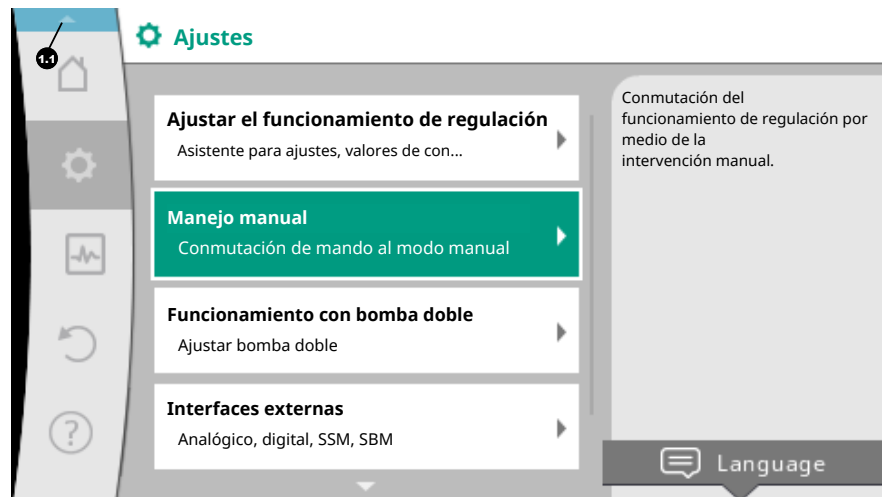 1.1
Ajustes
Ajustar el funcionamiento de regulación
Asistente para ajustes, valores de con...
Manejo manual
Conmutación de mando al modo manual
Funcionamiento con bomba doble
Ajustar bomba doble
Interfaces externas
Analógico, digital, SSM, SBM
Conmutación del
funcionamiento de regulación por
medio de la
intervención manual.
?
Language